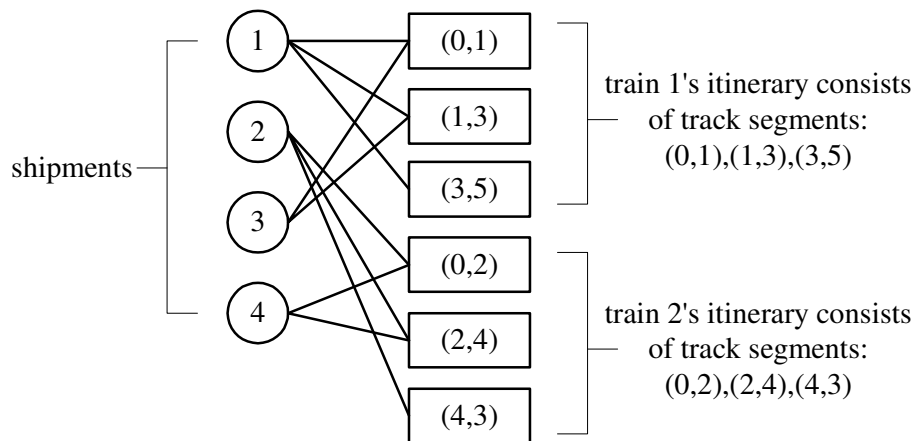 1
(0,1)
train 1's itinerary consists
of track segments:
(0,1),(1,3),(3,5)
(1,3)
2
shipments
(3,5)
3
(0,2)
4
train 2's itinerary consists
of track segments:
(0,2),(2,4),(4,3)
(2,4)
(4,3)